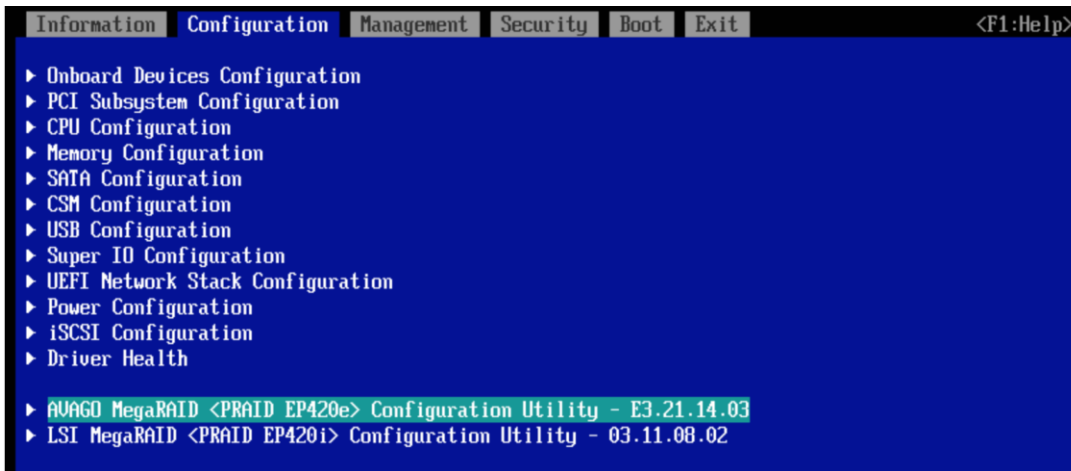 Information Configuration Management Security Boot Exit <F1:Help>
Onboard Devices Configuration
PCI Subsystem Configuration
CPU Configuration
Memory Configuration
SATA Configuration
CSM Configuration
USB Configuration
Super IO Configuration
UEFI Network Stack Configuration
Power Configuration
iSCSI Configuration
Driver Health
AVAGO MegaRAID <PRAID EP420e> Configuration Utility - E3.21.14.03
LSI MegaRAID <PRAID EP420i> Configuration Utility - 03.11.08.02